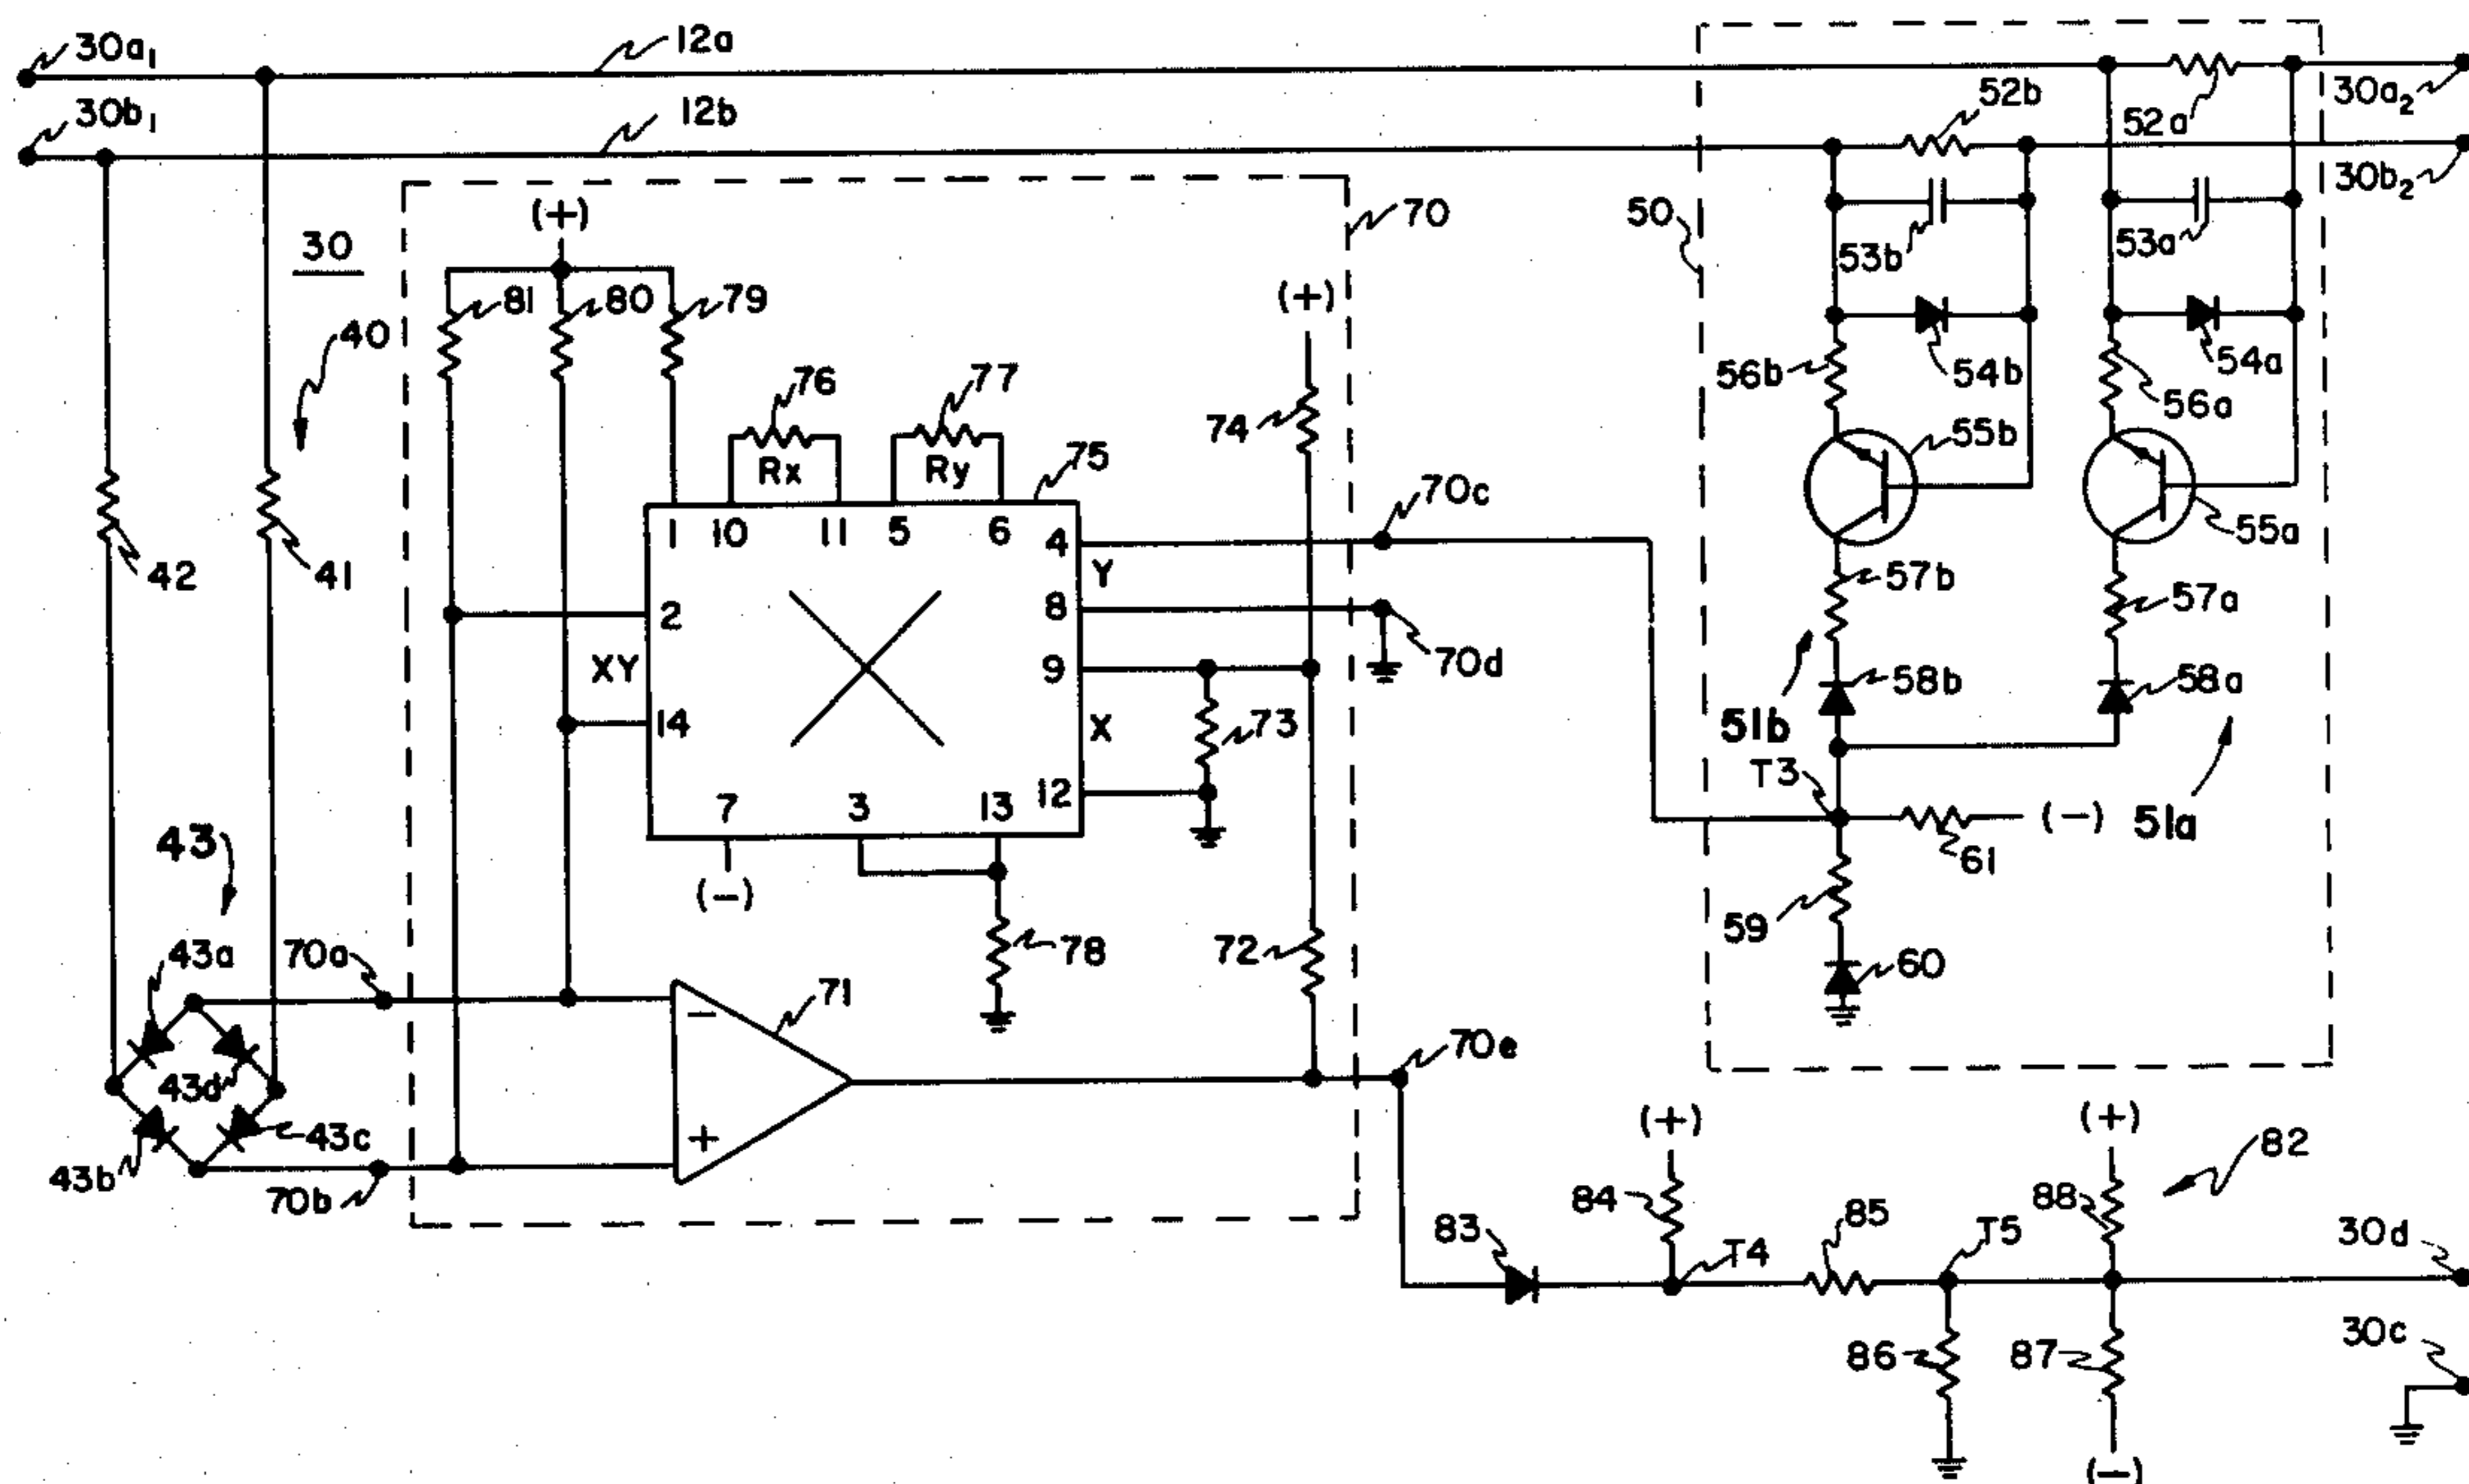 30a1
12a
30b1
12b
52b
52a
30a2
30b2
(+)
70
50
53b
53a
30
81
80
79
(+)
40
76
77
56b
54b
54a
56a
74
Rx
Ry
75
55b
70c
55a
1
10
11
5
6
4
42
41
Y
57b
57a
2
8
XY
9
70d
58b
58a
14
X
73
51b
T3
7
3
13
12
(−)
51a
61
43
(−)
59
43a
70a
78
72
60
71
−
70e
43d
43c
+
(+)
(+)
82
43b
70b
84
88
83
85
T5
30d
T4
30c
86
87
(−)